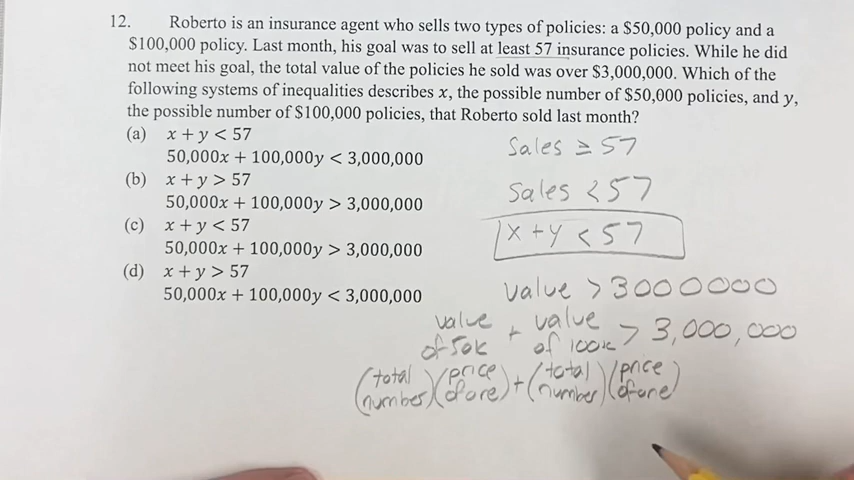 12. Roberto is an insurance agent who sells two types of policies: a $50,000 policy and a
$100,000 policy. Last month, his goal was to sell at least 57 insurance policies. While he did
not meet his goal, the total value of the policies he sold was over $3,000,000. Which of the
following systems of inequalities describes x, the possible number of $50,000 policies, and y,
the possible number of $100,000 policies, that Roberto sold last month?
(a) x + y < 57
50,000x + 100,000y < 3,000,000
(b) x + y > 57
50,000x + 100,000y > 3,000,000
(c) x + y < 57
50,000x + 100,000y > 3,000,000
(d) x + y > 57
50,000x + 100,000y < 3,000,000
Sales ≥ 57
Sales < 57
x + y < 57
value > 3000000
value of 50k + value of 100k > 3,000,000
(total number)(price of one) + (total number)(price of one)